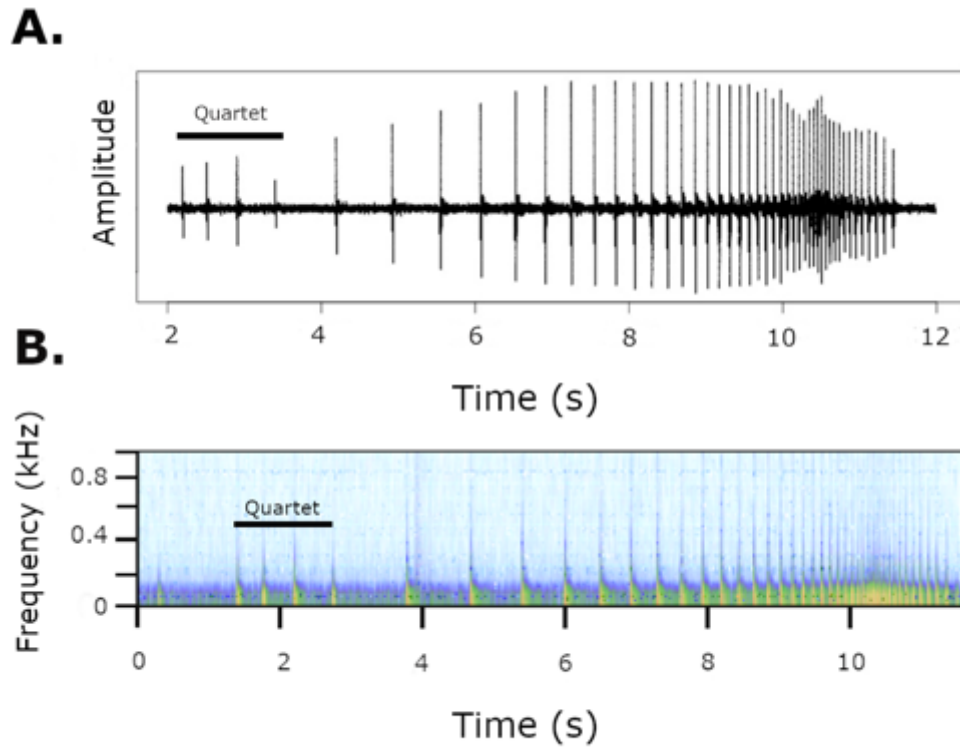 A.
Quartet
Amplitude
2 4 6 8 10 12
Time (s)
B.
Frequency (kHz)
0.8
Quartet
0.4
0
0 2 4 6 8 10
Time (s)